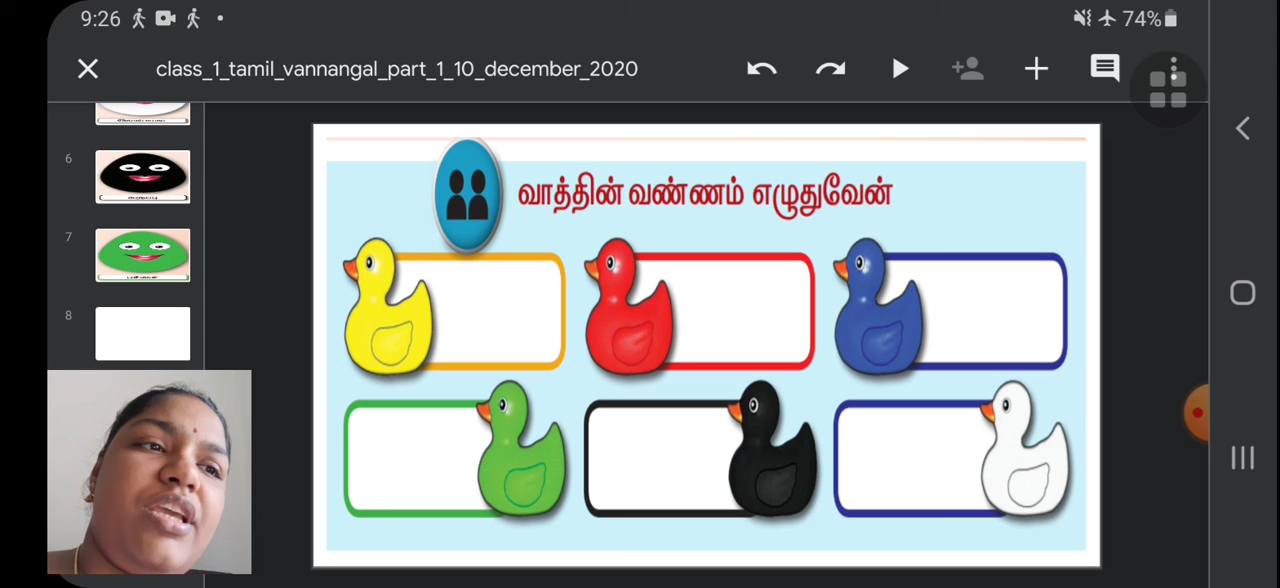 9:26
74%
class_1_tamil_vannangal_part_1_10_december_2020
6
7
8
வாத்தின் வண்ணம் எழுதுவேன்